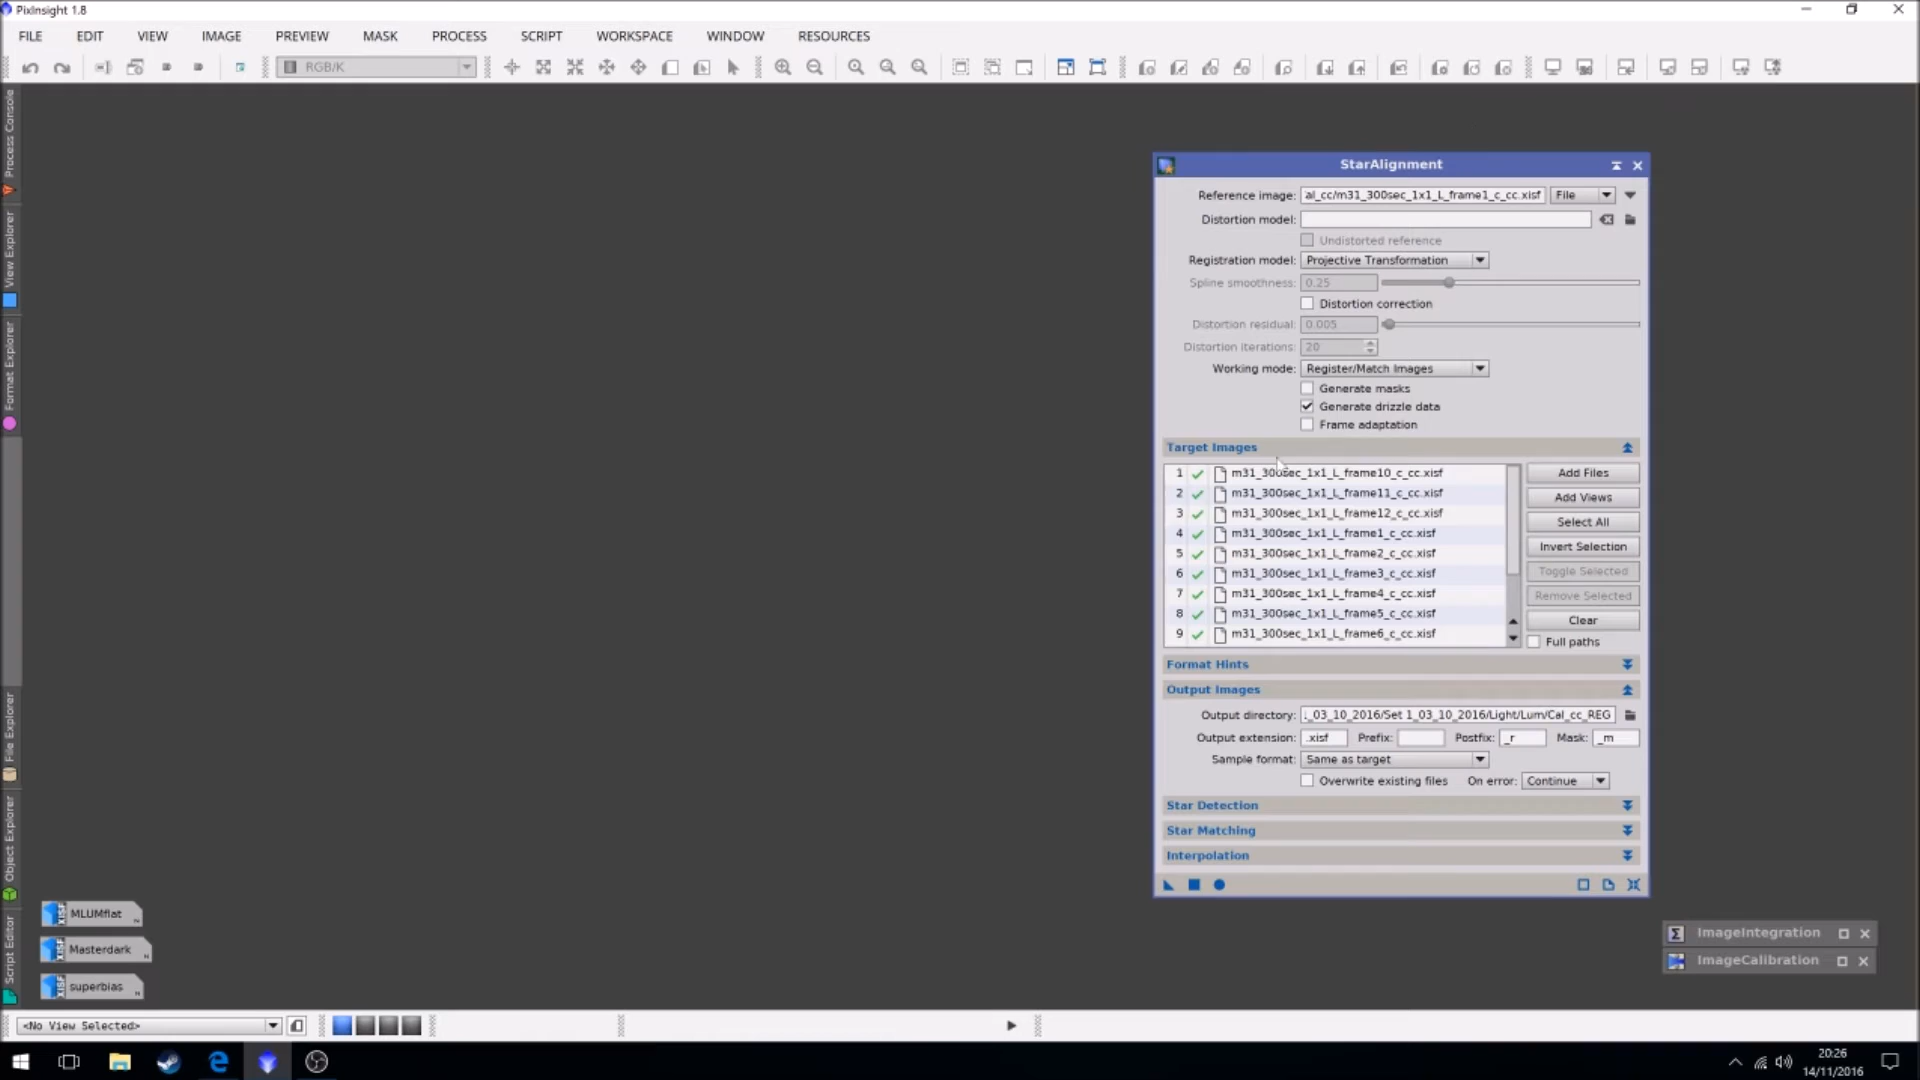 PixInsight 1.8
FILE EDIT VIEW IMAGE PREVIEW MASK PROCESS SCRIPT WORKSPACE WINDOW RESOURCES
RGB/K
Process Console
View Explorer
Format Explorer
File Explorer
Object Explorer
Script Editor
StarAlignment
Reference image: al_cc/m31_300sec_1x1_L_frame1_c_cc.xisf File
Distortion model:
Undistorted reference
Registration model: Projective Transformation
Spline smoothness: 0.25
Distortion correction
Distortion residual: 0.005
Distortion iterations: 20
Working mode: Register/Match Images
Generate masks
Generate drizzle data
Frame adaptation
Target Images
1 m31_300sec_1x1_L_frame10_c_cc.xisf
2 m31_300sec_1x1_L_frame11_c_cc.xisf
3 m31_300sec_1x1_L_frame12_c_cc.xisf
4 m31_300sec_1x1_L_frame1_c_cc.xisf
5 m31_300sec_1x1_L_frame2_c_cc.xisf
6 m31_300sec_1x1_L_frame3_c_cc.xisf
7 m31_300sec_1x1_L_frame4_c_cc.xisf
8 m31_300sec_1x1_L_frame5_c_cc.xisf
9 m31_300sec_1x1_L_frame6_c_cc.xisf
Add Files
Add Views
Select All
Invert Selection
Toggle Selected
Remove Selected
Clear
Full paths
Format Hints
Output Images
Output directory: :_03_10_2016/Set 1_03_10_2016/Light/Lum/Cal_cc_REG
Output extension: .xisf Prefix: Postfix: _r Mask: _m
Sample format: Same as target
Overwrite existing files On error: Continue
Star Detection
Star Matching
Interpolation
XISF MLUMflat
XISF Masterdark
XISF superbias
ImageIntegration
ImageCalibration
<No View Selected>
20:26
14/11/2016